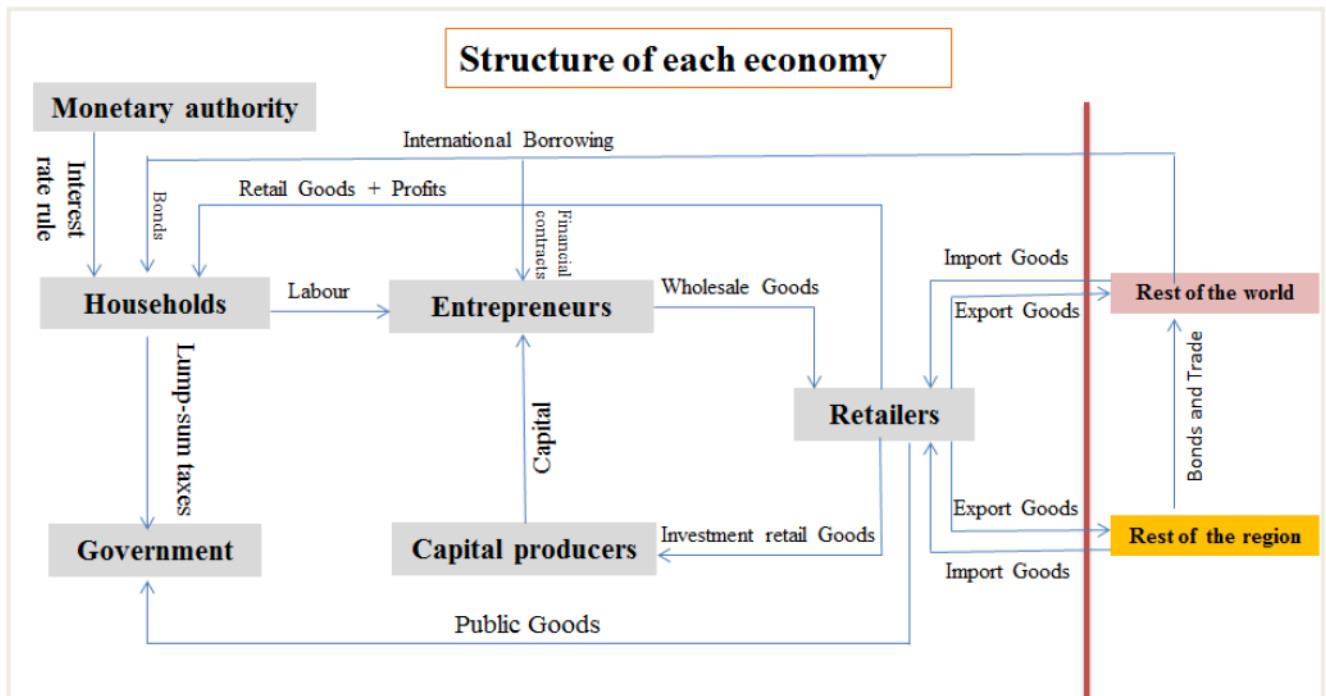 Structure of each economy
Monetary authority
International Borrowing
Interest
rate rule
Bonds
Retail Goods + Profits
Financial
contracts
Import Goods
Households
Labour
Entrepreneurs
Wholesale Goods
Rest of the world
Export Goods
Lump-sum taxes
Capital
Retailers
Bonds and Trade
Export Goods
Government
Capital producers
Investment retail Goods
Rest of the region
Import Goods
Public Goods